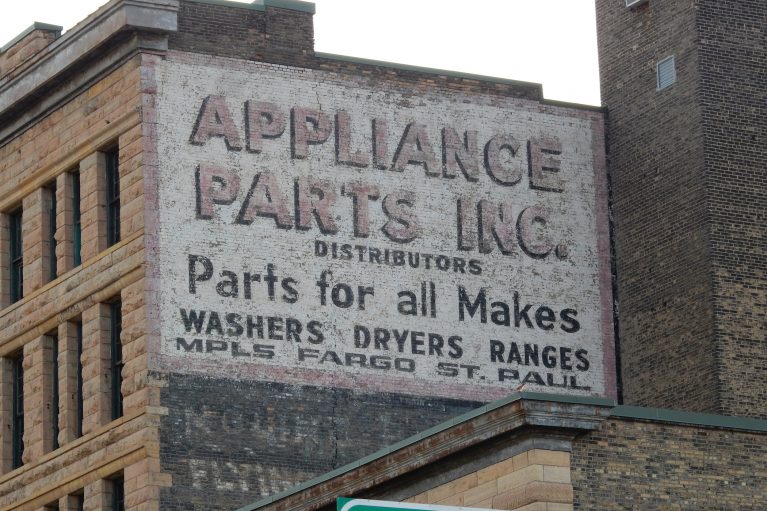 APPLIANCE
PARTS INC.
DISTRIBUTORS
Parts for all Makes
WASHERS DRYERS RANGES
MPLS FARGO ST. PAUL